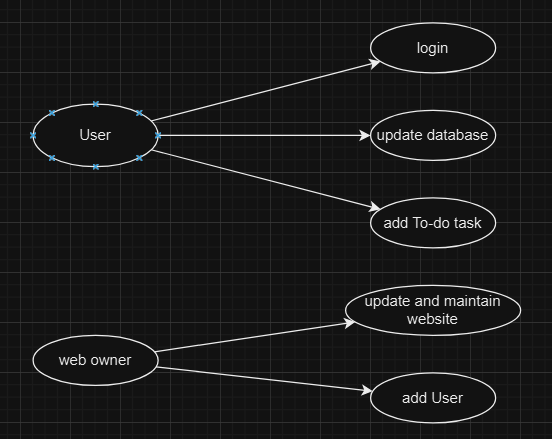 login
User
update database
add To-do task
update and maintain
website
web owner
add User